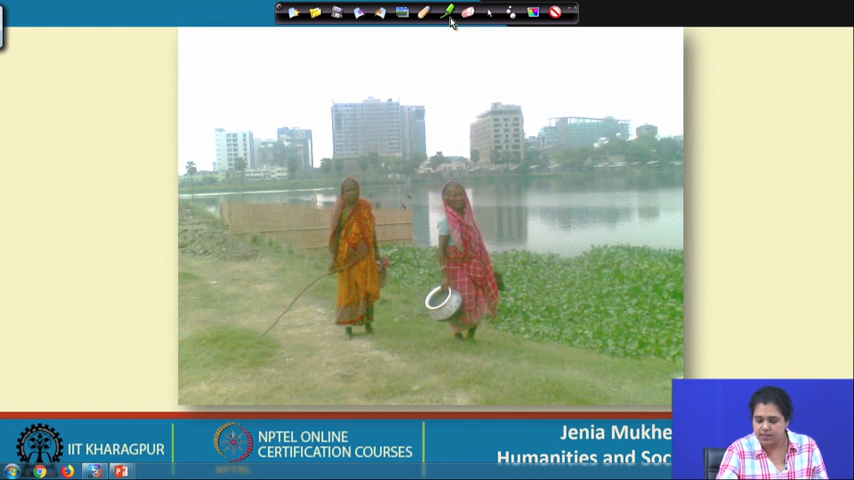 IIT KHARAGPUR
NPTEL ONLINE
CERTIFICATION COURSES
Jenia Mukhe
Humanities and Soc